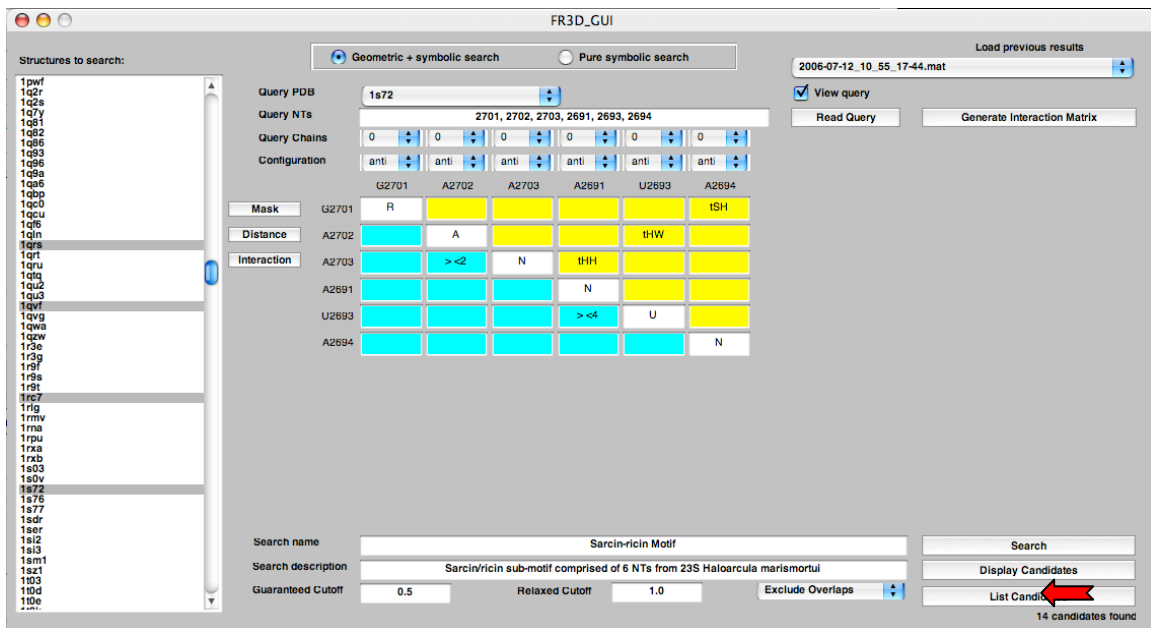 FR3D_GUI
Structures to search:
Geometric + symbolic search
Pure symbolic search
Load previous results
2006-07-12_10_55_17-44.mat
View query
Read Query
Generate Interaction Matrix
Query PDB
1s72
Query NTs
2701, 2702, 2703, 2691, 2693, 2694
Query Chains
0 0 0 0 0 0
Configuration
anti anti anti anti anti anti
G2701 A2702 A2703 A2691 U2693 A2694
Mask G2701 R tSH
Distance A2702 A tHW
Interaction A2703 > <2 N tHH
A2691 N
U2693 > <4 U
A2694 N
1pwf
1q2r
1q2s
1q7y
1q81
1q82
1q86
1q93
1q96
1q9a
1qa6
1qbp
1qc0
1qcu
1qf6
1qln
1qrs
1qrt
1qru
1qtq
1qu2
1qu3
1qvf
1qvg
1qwa
1qzw
1r3e
1r3g
1r9f
1r9s
1r9t
1rc7
1rlg
1rmv
1rna
1rpu
1rxa
1rxb
1s03
1s0v
1s72
1s76
1s77
1sdr
1ser
1si2
1si3
1sm1
1sz1
1t03
1t0d
1t0e
Search name
Sarcin-ricin Motif
Search
Search description
Sarcin/ricin sub-motif comprised of 6 NTs from 23S Haloarcula marismortui
Display Candidates
Guaranteed Cutoff
0.5
Relaxed Cutoff
1.0
Exclude Overlaps
List
14 candidates found